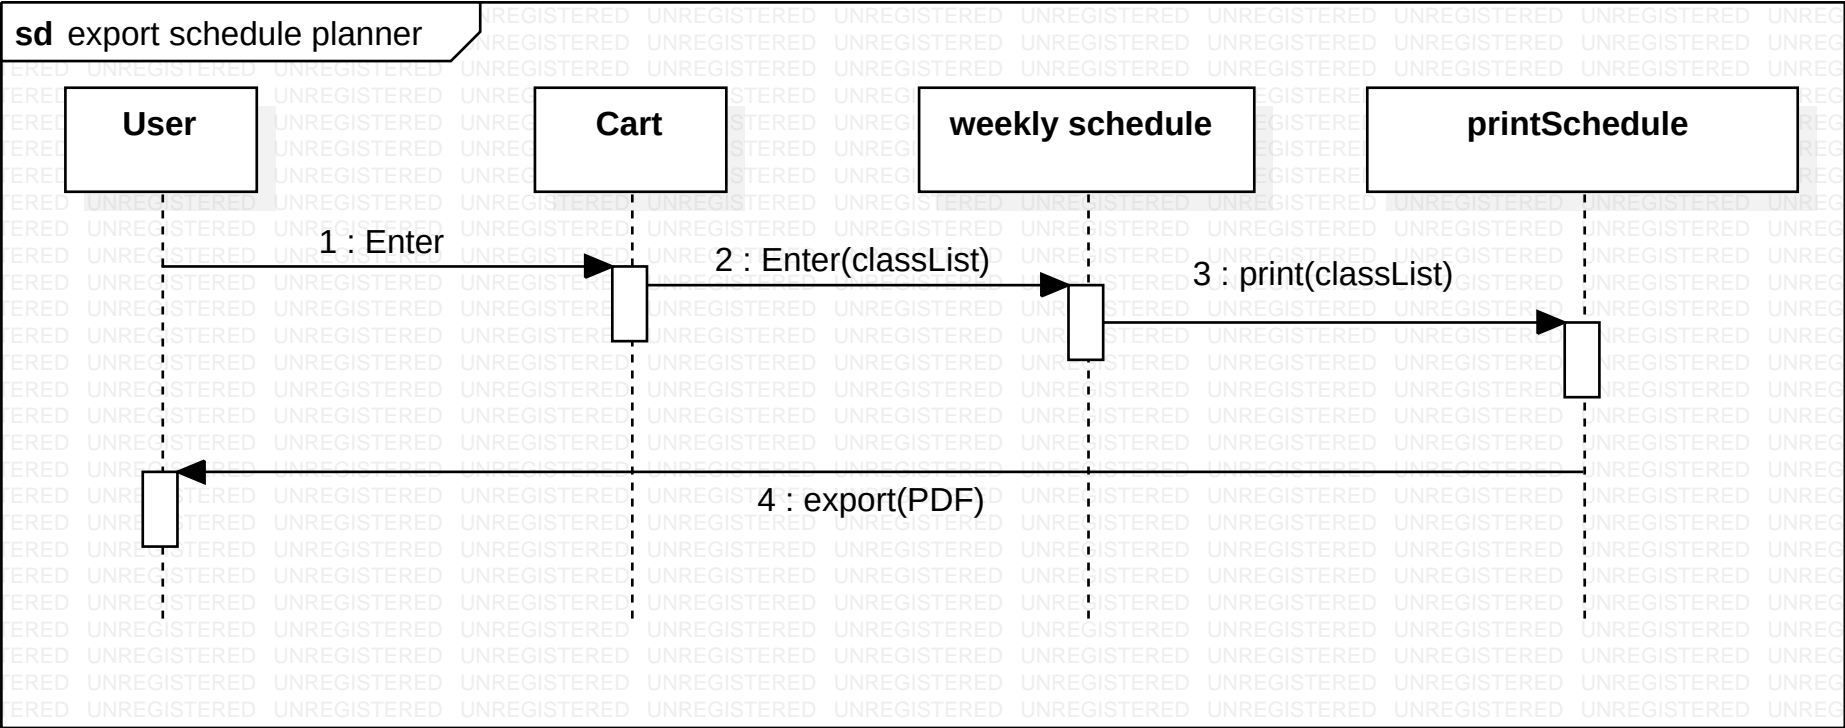 sd export schedule planner
User
Cart
weekly schedule
printSchedule
1 : Enter
2 : Enter(classList)
3 : print(classList)
4 : export(PDF)
UNREGISTERED